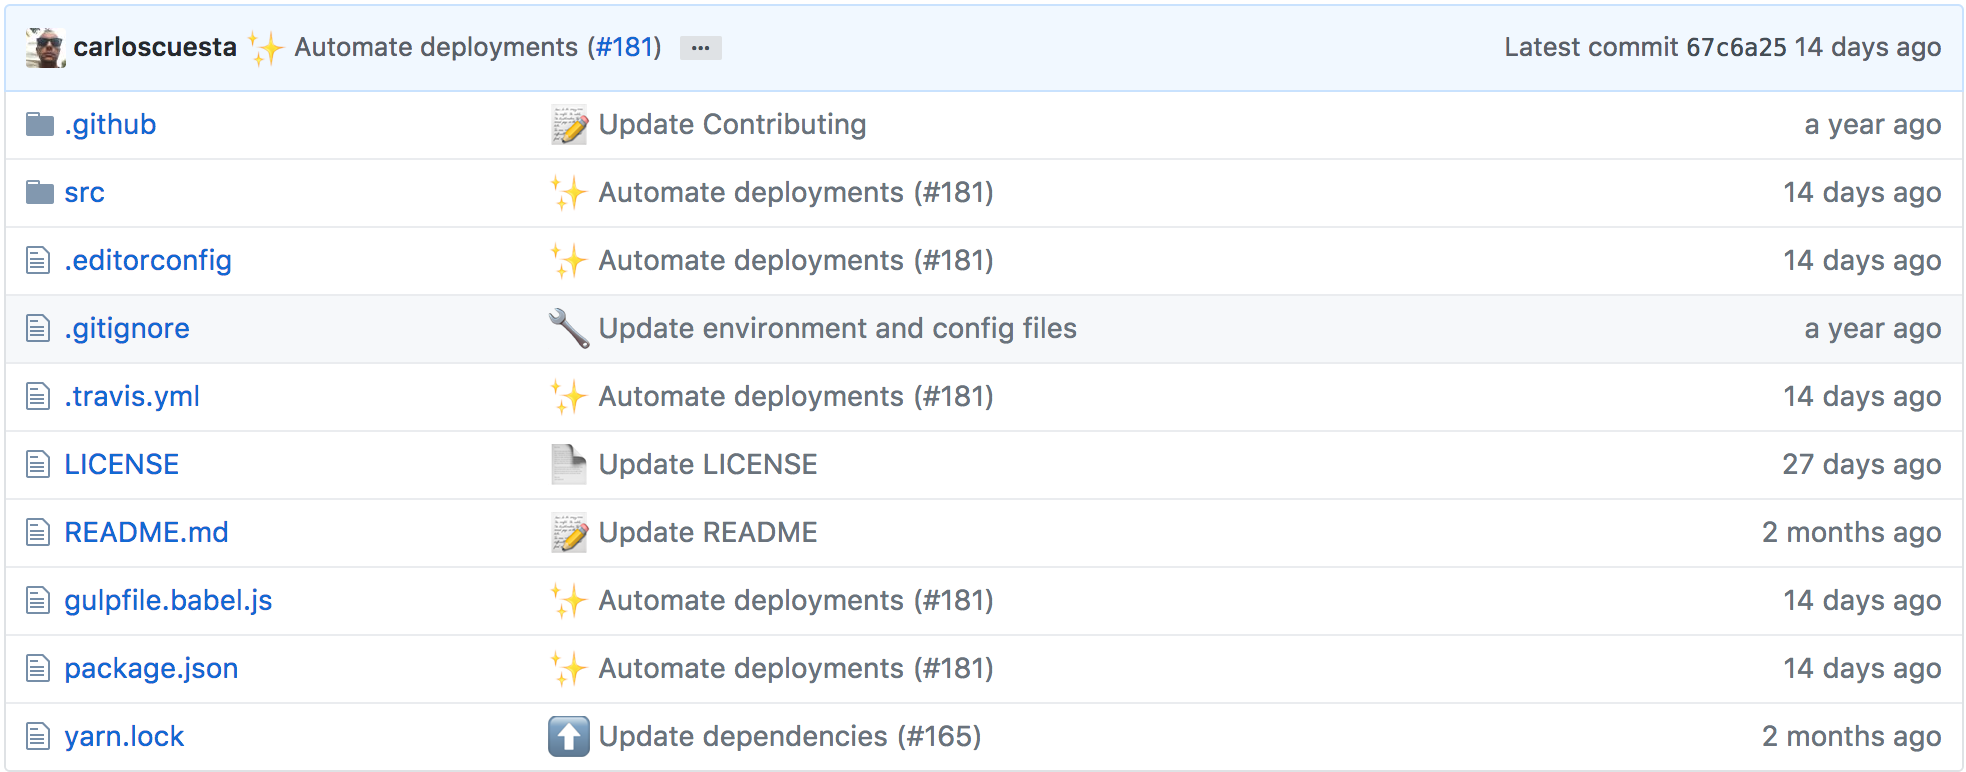 carloscuesta ✨ Automate deployments (#181) ••• Latest commit 67c6a25 14 days ago
.github 📝 Update Contributing a year ago
src ✨ Automate deployments (#181) 14 days ago
.editorconfig ✨ Automate deployments (#181) 14 days ago
.gitignore 🔧 Update environment and config files a year ago
.travis.yml ✨ Automate deployments (#181) 14 days ago
LICENSE 📄 Update LICENSE 27 days ago
README.md 📝 Update README 2 months ago
gulpfile.babel.js ✨ Automate deployments (#181) 14 days ago
package.json ✨ Automate deployments (#181) 14 days ago
yarn.lock ⬆️ Update dependencies (#165) 2 months ago